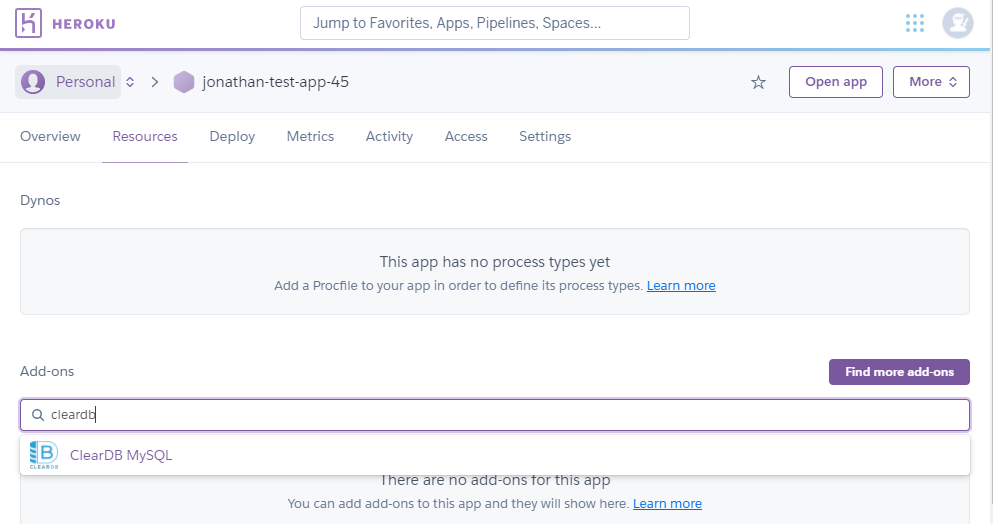 HEROKU
Jump to Favorites, Apps, Pipelines, Spaces...
Personal jonathan-test-app-45 Open app More
Overview Resources Deploy Metrics Activity Access Settings
Dynos
This app has no process types yet
Add a Procfile to your app in order to define its process types. Learn more
Add-ons Find more add-ons
cleardb
B
CLEARDB
ClearDB MySQL
There are no add-ons for this app
You can add add-ons to this app and they will show here. Learn more